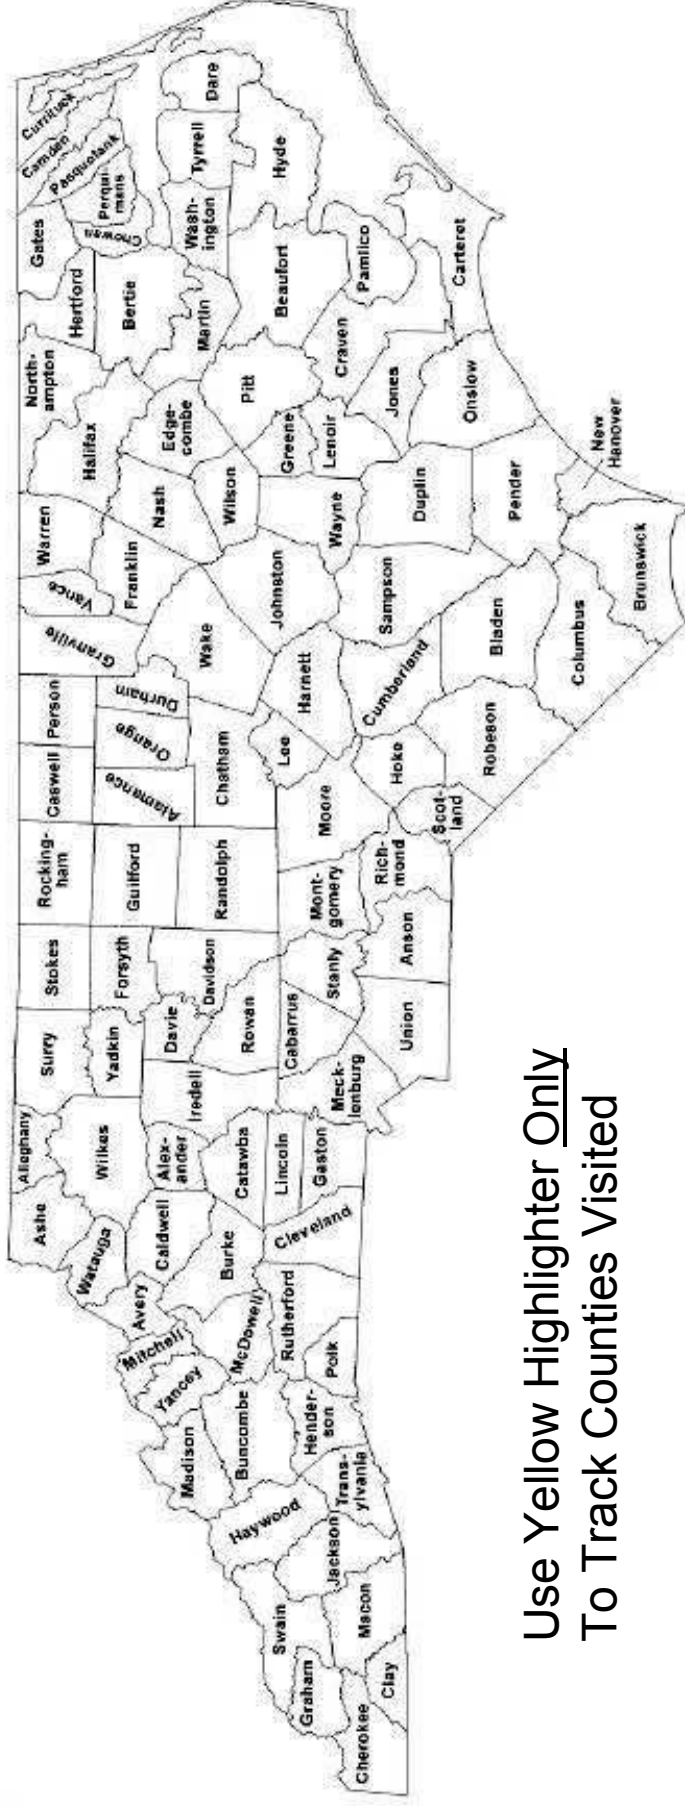 Ashe
Alleghany
Surry
Stokes
Rocking-
ham
Caswell
Person
Granville
Vance
Warren
North-
ampton
Hertford
Gates
Camden
Currituck
Pasquotank
Perqui-
mans
Chowan
Watauga
Wilkes
Yadkin
Forsyth
Guilford
Alamance
Orange
Durham
Franklin
Halifax
Bertie
Mitchell
Avery
Caldwell
Alex-
ander
Iredell
Davie
Davidson
Randolph
Chatham
Wake
Nash
Edge-
combe
Martin
Wash-
ington
Tyrrell
Dare
Madison
Yancey
McDowell
Burke
Catawba
Rowan
Wilson
Pitt
Beaufort
Hyde
Swain
Haywood
Buncombe
Rutherford
Cleveland
Lincoln
Cabarrus
Lee
Johnston
Greene
Graham
Jackson
Hender-
son
Polk
Gaston
Meck-
lenburg
Stanly
Mont-
gomery
Moore
Harnett
Wayne
Lenoir
Craven
Pamlico
Cherokee
Clay
Macon
Trans-
ylvania
Union
Anson
Rich-
mond
Hoke
Cumberland
Sampson
Duplin
Jones
Carteret
Scot-
land
Robeson
Bladen
Pender
Onslow
Columbus
Brunswick
New
Hanover
Use Yellow Highlighter Only
To Track Counties Visited